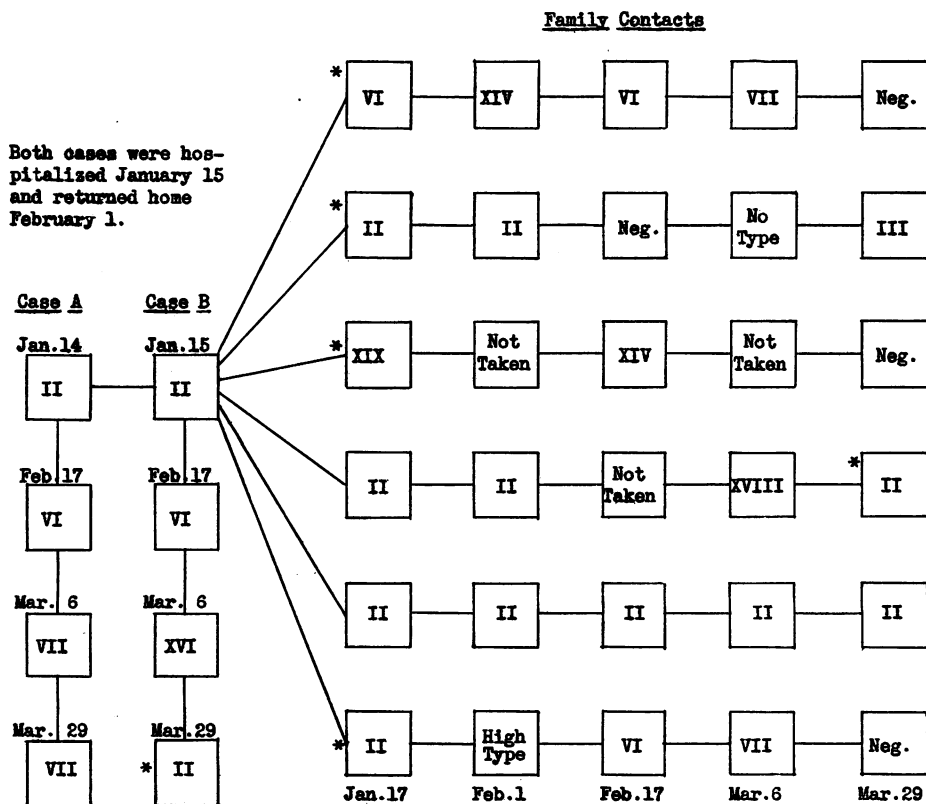 Family Contacts
* VI XIV VI VII Neg.
Both cases were hos-
pitalized January 15
and returned home
February 1.
* II II Neg. No Type III
Case A Case B
Jan.14 Jan.15
II II
* XIX Not Taken XIV Not Taken Neg.
Feb.17 Feb.17
VI VI
II II Not Taken XVIII * II
Mar. 6 Mar. 6
VII XVI
II II II II II
Mar. 29 Mar.29
VII * II
* II High Type VI VII Neg.
Jan.17 Feb.1 Feb.17 Mar.6 Mar.29